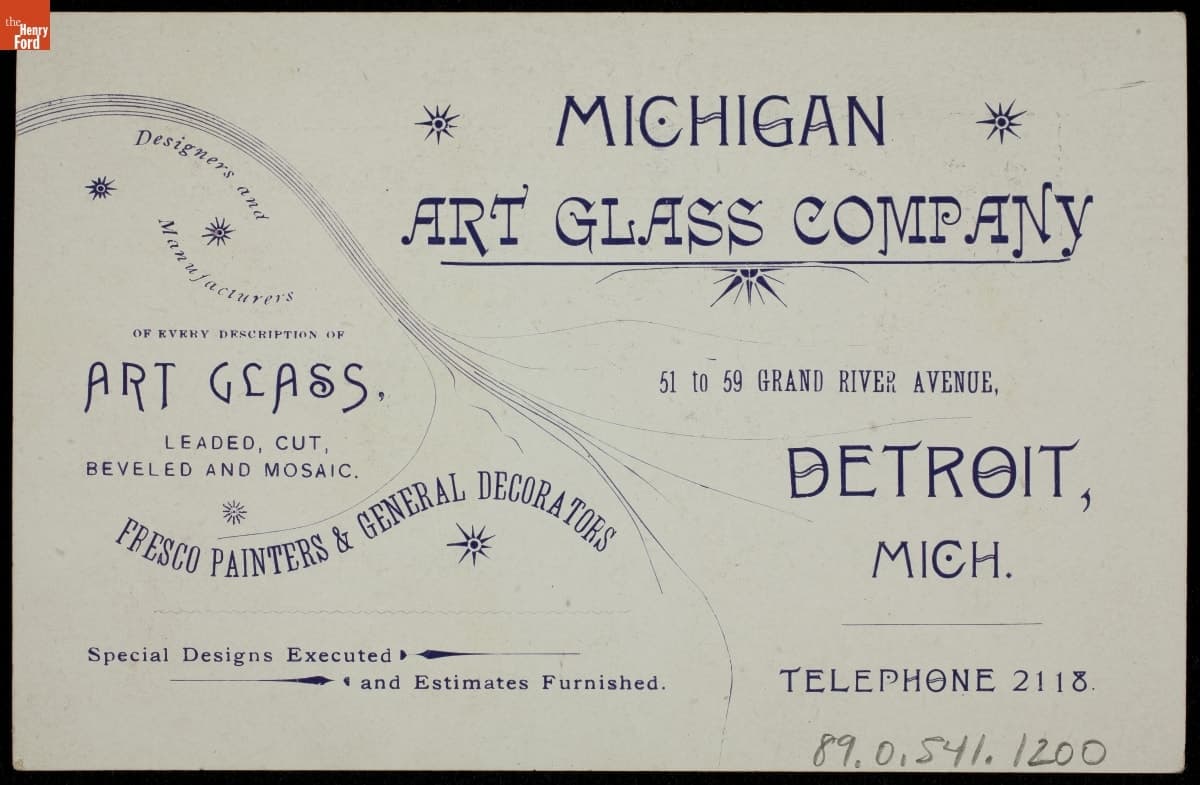 the
Henry
Ford
MICHIGAN
ART GLASS COMPANY
51 to 59 GRAND RIVER AVENUE,
DETROIT,
MICH.
TELEPHONE 2118.
Designers and
Manufacturers
OF EVERY DESCRIPTION OF
ART GLASS,
LEADED, CUT,
BEVELED AND MOSAIC.
FRESCO PAINTERS & GENERAL DECORATORS
Special Designs Executed
and Estimates Furnished.
89.0.541.1200